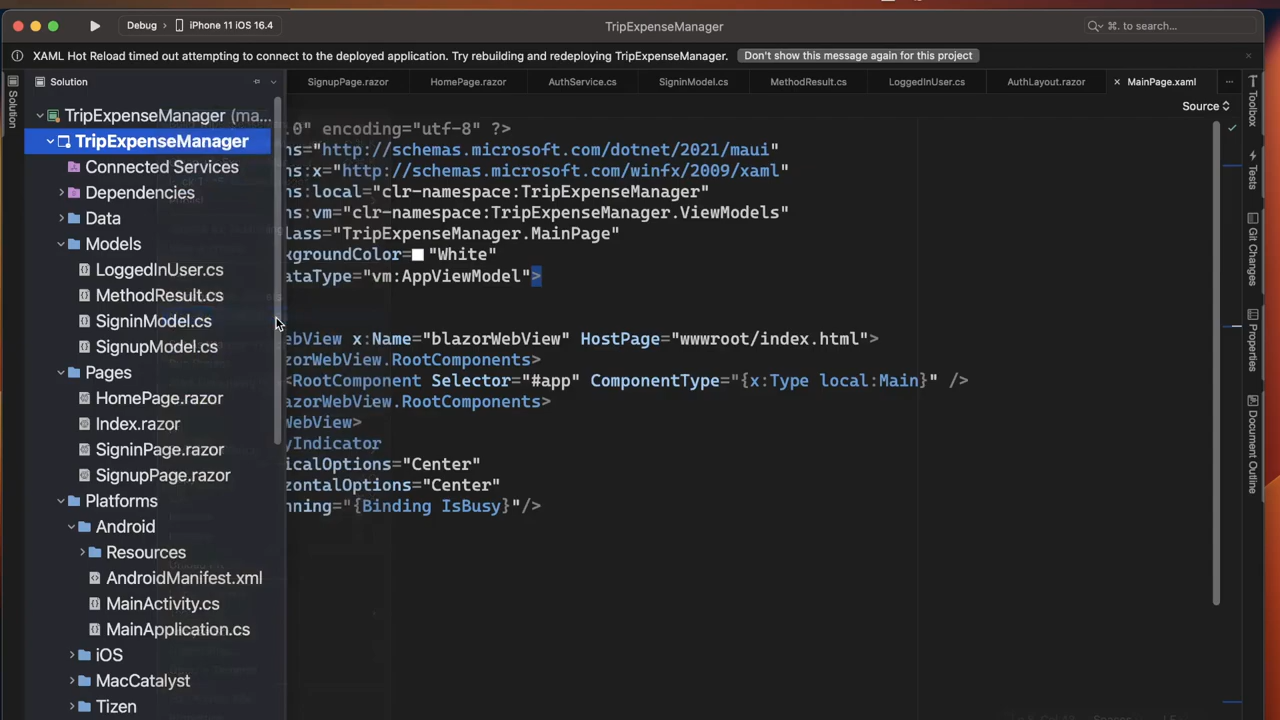 Debug
iPhone 11 iOS 16.4
TripExpenseManager
⌘. to search...
XAML Hot Reload timed out attempting to connect to the deployed application. Try rebuilding and redeploying TripExpenseManager.
Don't show this message again for this project
Solution
SignupPage.razor
HomePage.razor
AuthService.cs
SigninModel.cs
MethodResult.cs
LoggedInUser.cs
AuthLayout.razor
MainPage.xaml
Source
Solution
TripExpenseManager (ma...
TripExpenseManager
Connected Services
Dependencies
Data
Models
LoggedInUser.cs
MethodResult.cs
SigninModel.cs
SignupModel.cs
Pages
HomePage.razor
Index.razor
SigninPage.razor
SignupPage.razor
Platforms
Android
Resources
AndroidManifest.xml
MainActivity.cs
MainApplication.cs
iOS
MacCatalyst
Tizen
.0" encoding="utf-8" ?>
ns="http://schemas.microsoft.com/dotnet/2021/maui"
ns:x="http://schemas.microsoft.com/winfx/2009/xaml"
ns:local="clr-namespace:TripExpenseManager"
ns:vm="clr-namespace:TripExpenseManager.ViewModels"
lass="TripExpenseManager.MainPage"
kgroundColor="White"
ataType="vm:AppViewModel">
ebView x:Name="blazorWebView" HostPage="wwwroot/index.html">
azorWebView.RootComponents>
<RootComponent Selector="#app" ComponentType="{x:Type local:Main}" />
azorWebView.RootComponents>
WebView>
yIndicator
icalOptions="Center"
zontalOptions="Center"
nning="{Binding IsBusy}"/>
Toolbox
Tests
Git Changes
Properties
Document Outline